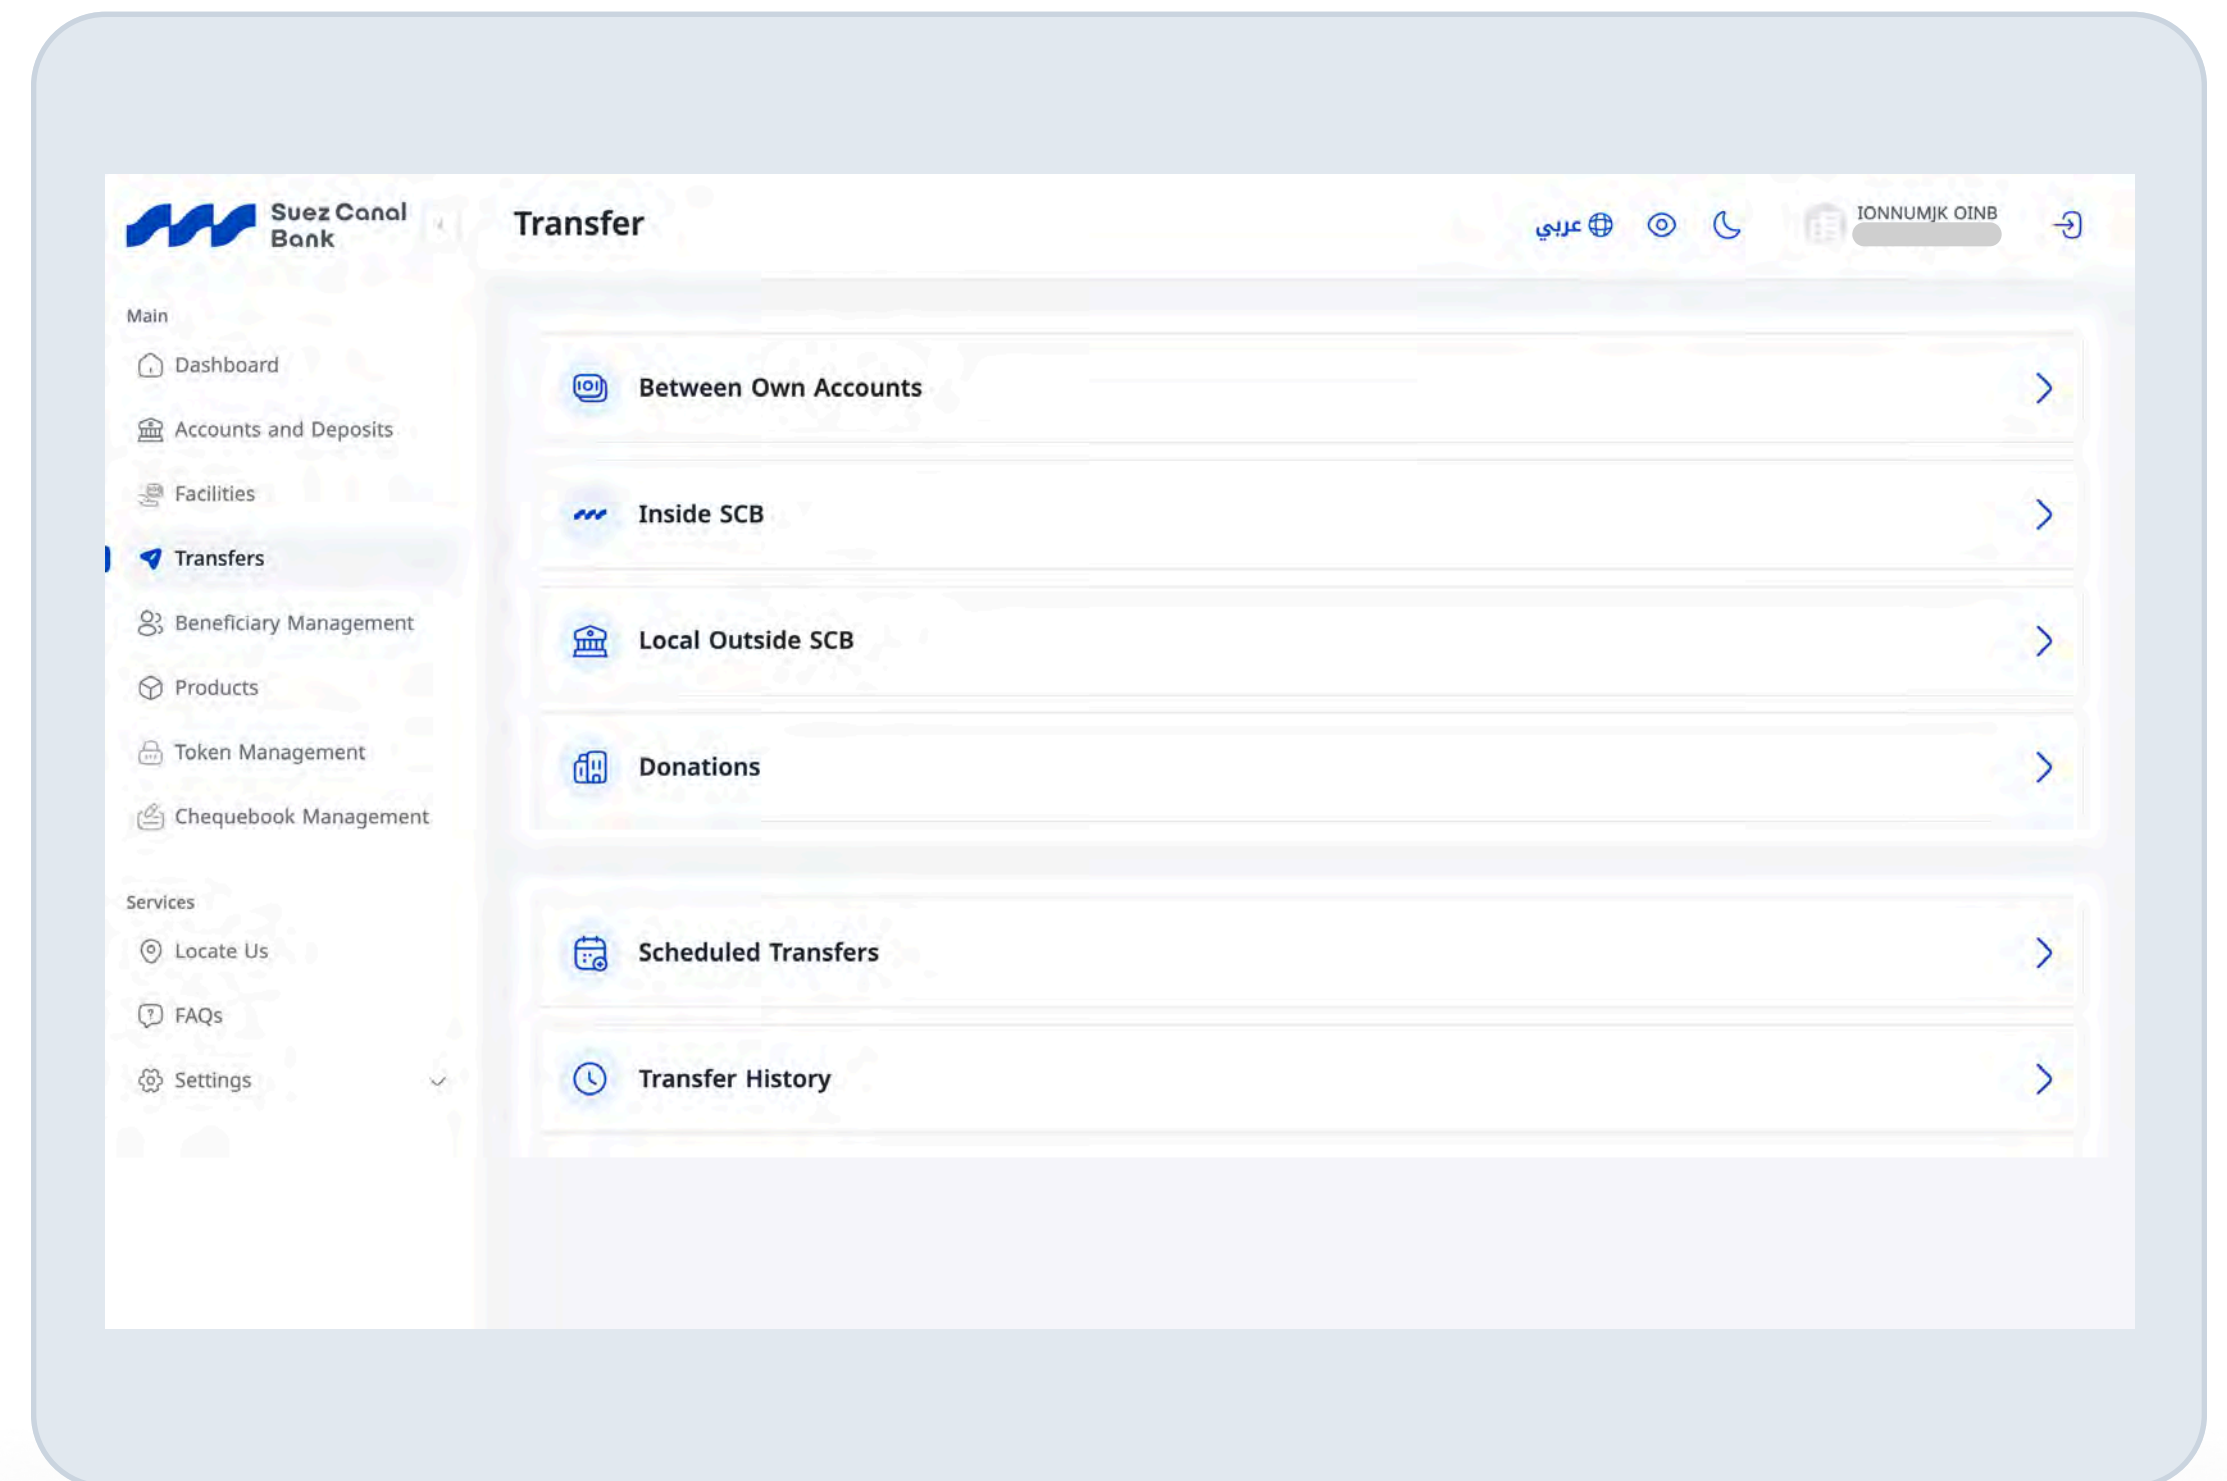 Suez Canal
Bank
Transfer
عربي
IONNUMJK OINB
Main
Dashboard
Accounts and Deposits
Facilities
Transfers
Beneficiary Management
Products
Token Management
Chequebook Management
Services
Locate Us
FAQs
Settings
Between Own Accounts
Inside SCB
Local Outside SCB
Donations
Scheduled Transfers
Transfer History